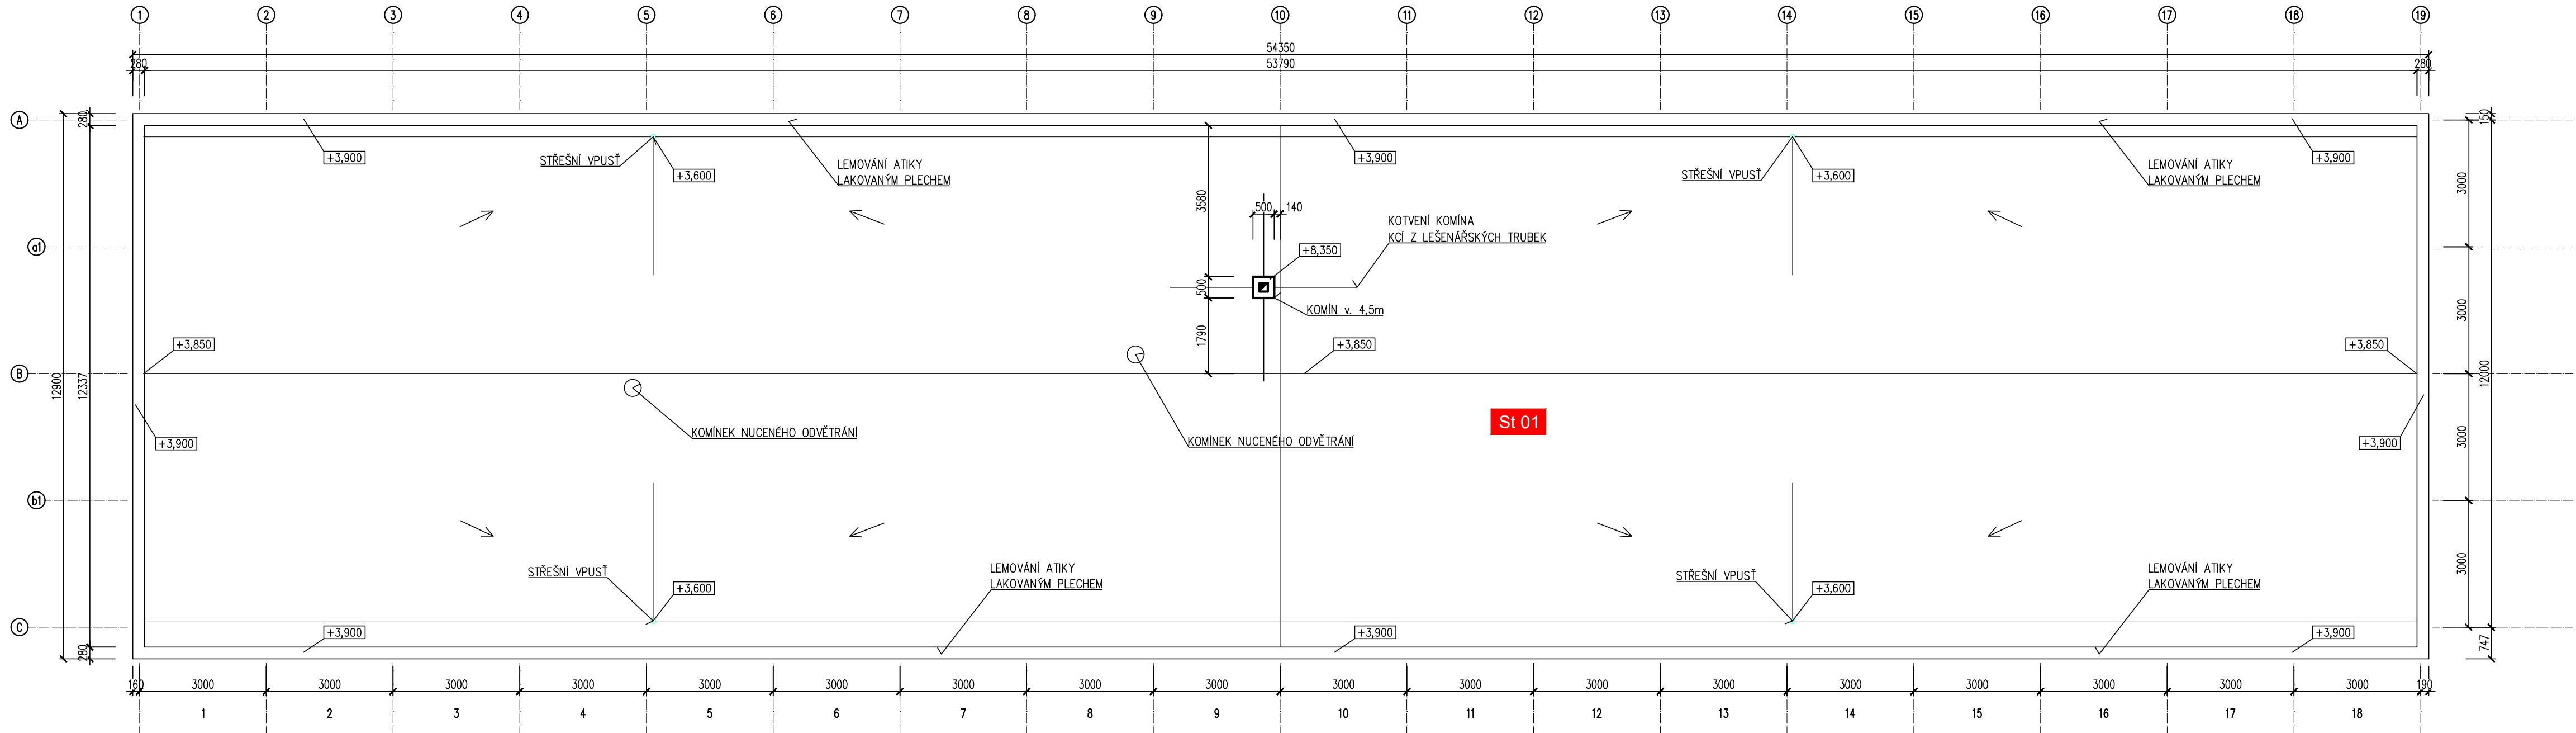 1 2 3 4 5 6 7 8 9 10 11 12 13 14 15 16 17 18 19
54350
280 53790 280
A
280
150
+3,900
+3,900
+3,900
STŘEŠNÍ VPUSŤ
+3,600
LEMOVÁNÍ ATIKY
LAKOVANÝM PLECHEM
STŘEŠNÍ VPUSŤ
+3,600
LEMOVÁNÍ ATIKY
LAKOVANÝM PLECHEM
3580
3000
500 140
KOTVENÍ KOMÍNA
KCÍ Z LEŠENÁŘSKÝCH TRUBEK
a1
+8,350
500
KOMÍN v. 4,5m
3000
1790
+3,850
+3,850
+3,850
B
12900
12337
12000
St 01
KOMÍNEK NUCENÉHO ODVĚTRÁNÍ
KOMÍNEK NUCENÉHO ODVĚTRÁNÍ
+3,900
+3,900
3000
b1
STŘEŠNÍ VPUSŤ
+3,600
LEMOVÁNÍ ATIKY
LAKOVANÝM PLECHEM
STŘEŠNÍ VPUSŤ
+3,600
LEMOVÁNÍ ATIKY
LAKOVANÝM PLECHEM
3000
C
+3,900
+3,900
+3,900
280
747
160 3000 3000 3000 3000 3000 3000 3000 3000 3000 3000 3000 3000 3000 3000 3000 3000 3000 3000 190
1 2 3 4 5 6 7 8 9 10 11 12 13 14 15 16 17 18